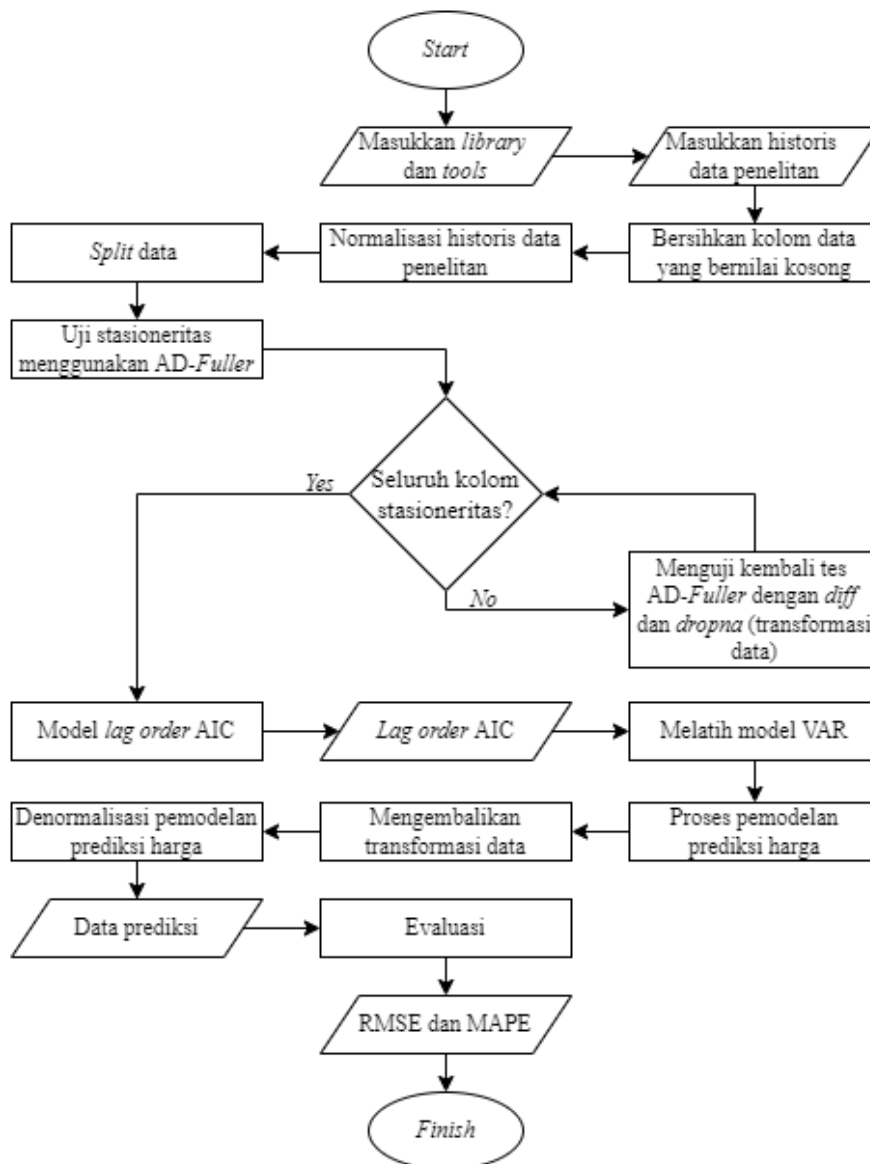 Start
Masukkan library
dan tools
Masukkan historis
data penelitan
Bersihkan kolom data
yang bernilai kosong
Normalisasi historis data
penelitan
Split data
Uji stasioneritas
menggunakan AD-Fuller
Seluruh kolom
stasioneritas?
Yes
No
Menguji kembali tes
AD-Fuller dengan diff
dan dropna (transformasi
data)
Model lag order AIC
Lag order AIC
Melatih model VAR
Proses pemodelan
prediksi harga
Mengembalikan
transformasi data
Denormalisasi pemodelan
prediksi harga
Data prediksi
Evaluasi
RMSE dan MAPE
Finish